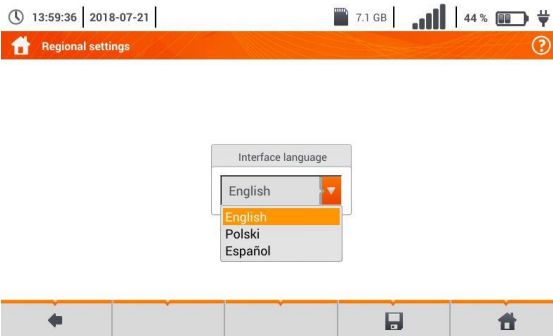 13:59:36 2018-07-21 7.1 GB 44 %
Regional settings ?
Interface language
English
English
Polski
Español